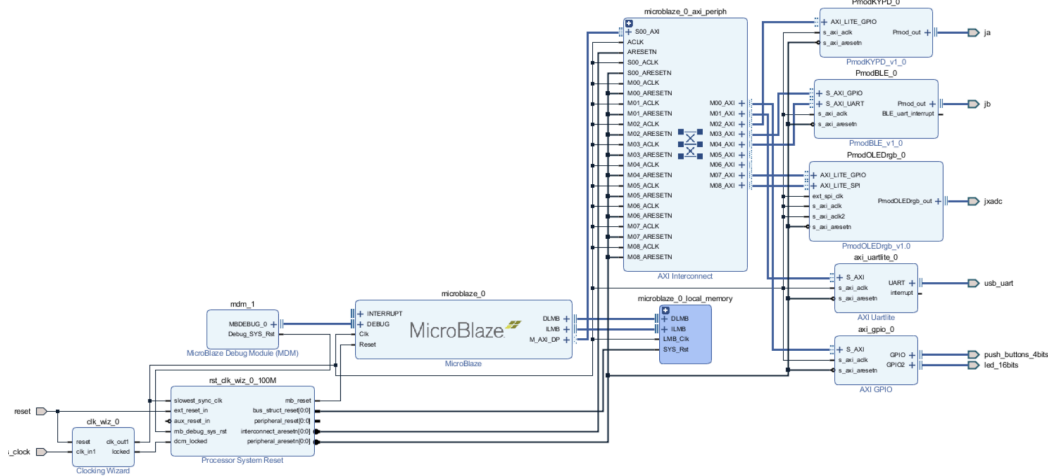 PmodKYPD_0
AXI_LITE_GPIO
s_axi_aclk
s_axi_aresetn
Pmod_out
PmodKYPD_v1_0
ja
PmodBLE_0
S_AXI_GPIO
S_AXI_UART
s_axi_aclk
s_axi_aresetn
Pmod_out
BLE_uart_interrupt
PmodBLE_v1_0
jb
PmodOLEDrgb_0
AXI_LITE_GPIO
AXI_LITE_SPI
ext_spi_clk
s_axi_aclk
s_axi_aclk2
s_axi_aresetn
PmodOLEDrgb_out
PmodOLEDrgb_v1.0
jxadc
axi_uartlite_0
S_AXI
s_axi_aclk
s_axi_aresetn
UART
interrupt
AXI Uartlite
usb_uart
axi_gpio_0
S_AXI
s_axi_aclk
s_axi_aresetn
GPIO
GPIO2
AXI GPIO
push_buttons_4bits
led_16bits
microblaze_0_axi_periph
S00_AXI
ACLK
ARESETN
S00_ACLK
S00_ARESETN
M00_ACLK
M00_ARESETN
M01_ACLK
M01_ARESETN
M02_ACLK
M02_ARESETN
M03_ACLK
M03_ARESETN
M04_ACLK
M04_ARESETN
M05_ACLK
M05_ARESETN
M06_ACLK
M06_ARESETN
M07_ACLK
M07_ARESETN
M08_ACLK
M08_ARESETN
M00_AXI
M01_AXI
M02_AXI
M03_AXI
M04_AXI
M05_AXI
M06_AXI
M07_AXI
M08_AXI
AXI Interconnect
microblaze_0_local_memory
DLMB
ILMB
LMB_Clk
SYS_Rst
microblaze_0
INTERRUPT
DEBUG
Clk
Reset
MicroBlaze
DLMB
ILMB
M_AXI_DP
MicroBlaze
mdm_1
MBDEBUG_0
Debug_SYS_Rst
MicroBlaze Debug Module (MDM)
rst_clk_wiz_0_100M
slowest_sync_clk
ext_reset_in
aux_reset_in
mb_debug_sys_rst
dcm_locked
mb_reset
bus_struct_reset[0:0]
peripheral_reset[0:0]
interconnect_aresetn[0:0]
peripheral_aresetn[0:0]
Processor System Reset
reset
s_clock
clk_wiz_0
reset
clk_in1
clk_out1
locked
Clocking Wizard